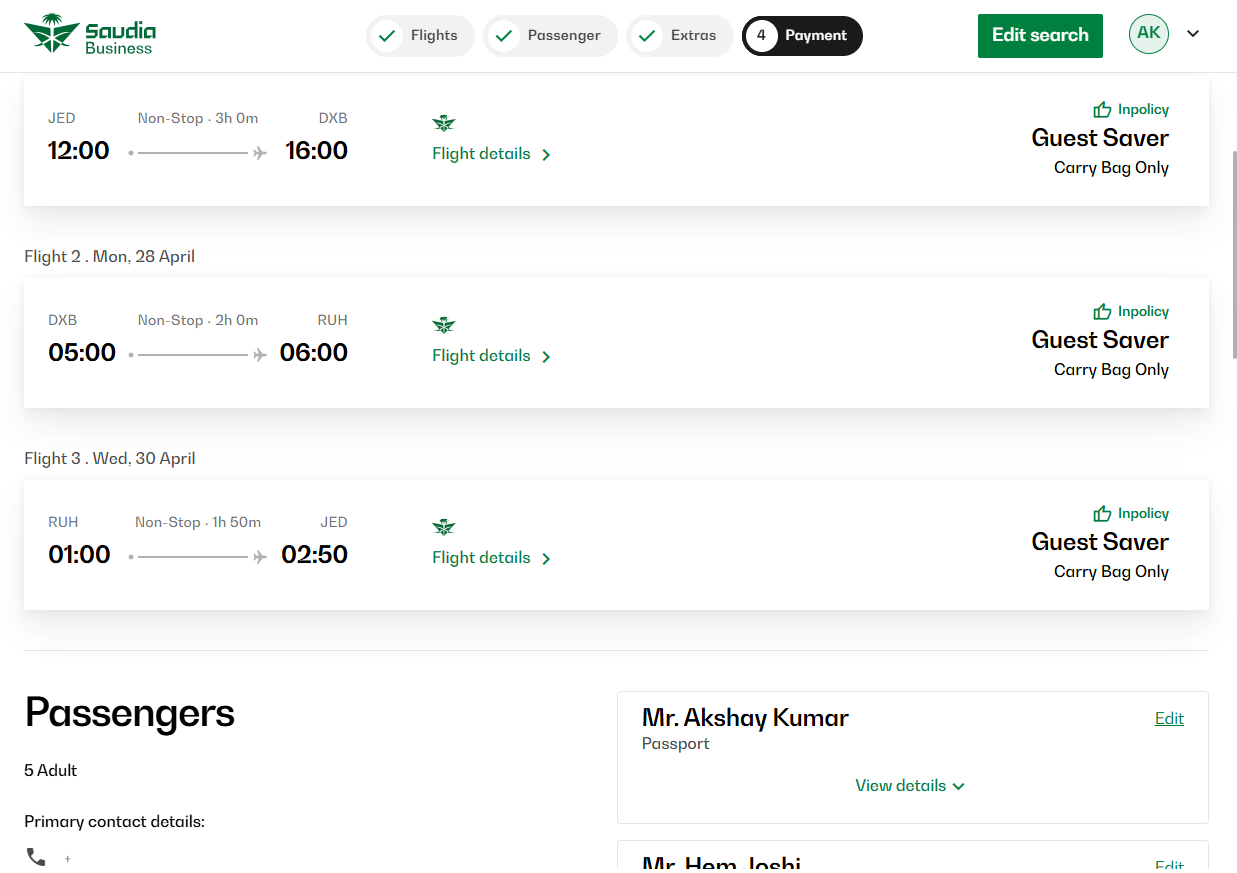 Saudia
Business
Flights
Passenger
Extras
4 Payment
Edit search
AK
JED Non-Stop · 3h 0m DXB
12:00 16:00
Flight details
Inpolicy
Guest Saver
Carry Bag Only
Flight 2 . Mon, 28 April
DXB Non-Stop · 2h 0m RUH
05:00 06:00
Flight details
Inpolicy
Guest Saver
Carry Bag Only
Flight 3 . Wed, 30 April
RUH Non-Stop · 1h 50m JED
01:00 02:50
Flight details
Inpolicy
Guest Saver
Carry Bag Only
Passengers
5 Adult
Primary contact details:
+
Mr. Akshay Kumar
Edit
Passport
View details
Mr. Hem Joshi
Edit